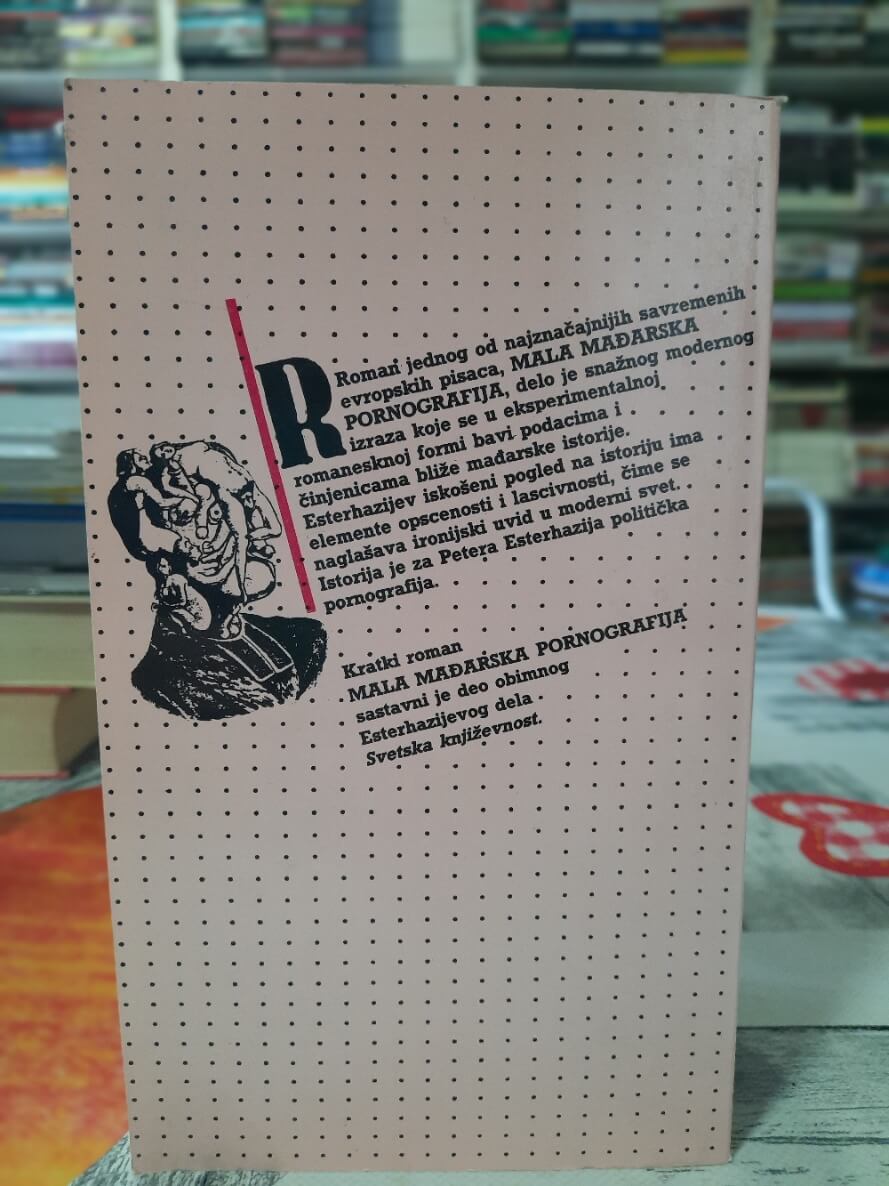 R
Roman jednog od najznačajnijih savremenih
evropskih pisaca, MALA MAĐARSKA
PORNOGRAFIJA, delo je snažnog modernog
izraza koje se u eksperimentalnoj
romanesknoj formi bavi podacima i
činjenicama bliže mađarske istorije.
Esterhazijev iskošeni pogled na istoriju ima
elemente opscenosti i lascivnosti, čime se
naglašava ironijski uvid u moderni svet.
Istorija je za Petera Esterhazija politička
pornografija.
Kratki roman
MALA MAĐARSKA PORNOGRAFIJA
sastavni je deo obimnog
Esterhazijevog dela
Svetska književnost.